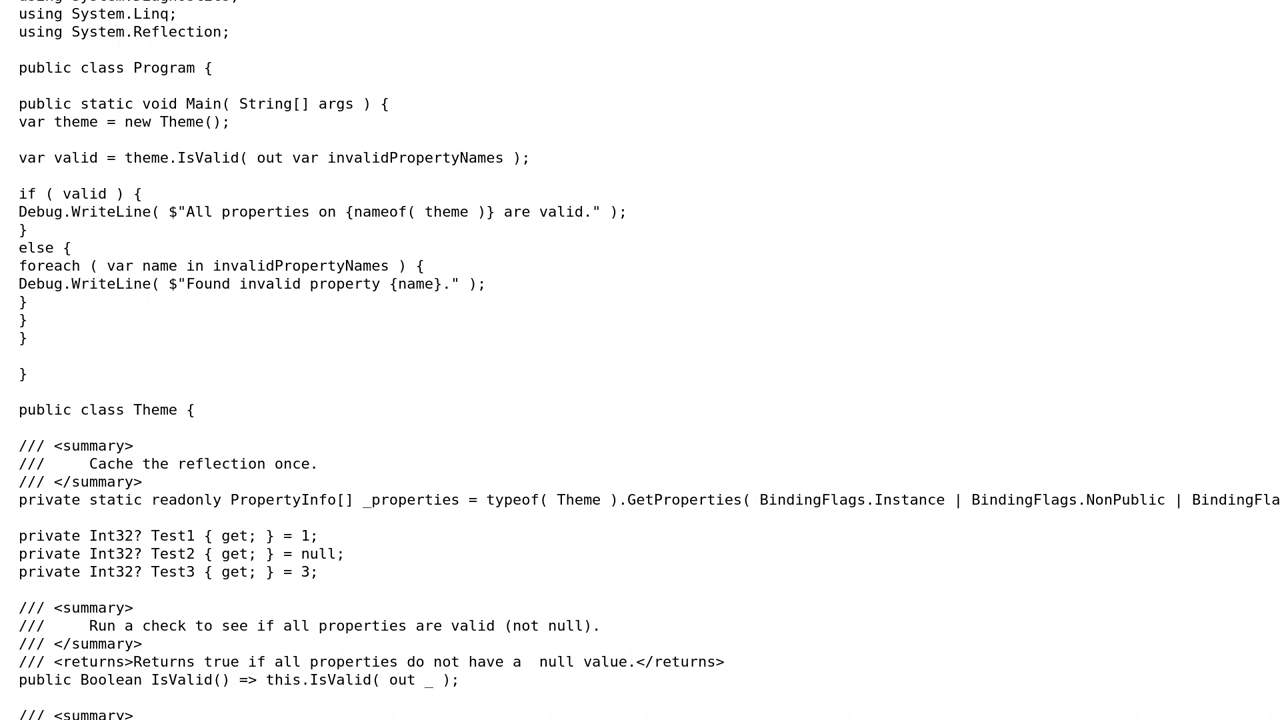 using System.Linq;
using System.Reflection;
public class Program {
public static void Main( String[] args ) {
var theme = new Theme();
var valid = theme.IsValid( out var invalidPropertyNames );
if ( valid ) {
Debug.WriteLine( $"All properties on {nameof( theme )} are valid." );
}
else {
foreach ( var name in invalidPropertyNames ) {
Debug.WriteLine( $"Found invalid property {name}." );
}
}
}
}
public class Theme {
/// <summary>
///     Cache the reflection once.
/// </summary>
private static readonly PropertyInfo[] _properties = typeof( Theme ).GetProperties( BindingFlags.Instance | BindingFlags.NonPublic | BindingFla
private Int32? Test1 { get; } = 1;
private Int32? Test2 { get; } = null;
private Int32? Test3 { get; } = 3;
/// <summary>
///     Run a check to see if all properties are valid (not null).
/// </summary>
/// <returns>Returns true if all properties do not have a  null value.</returns>
public Boolean IsValid() => this.IsValid( out _ );
/// <summary>